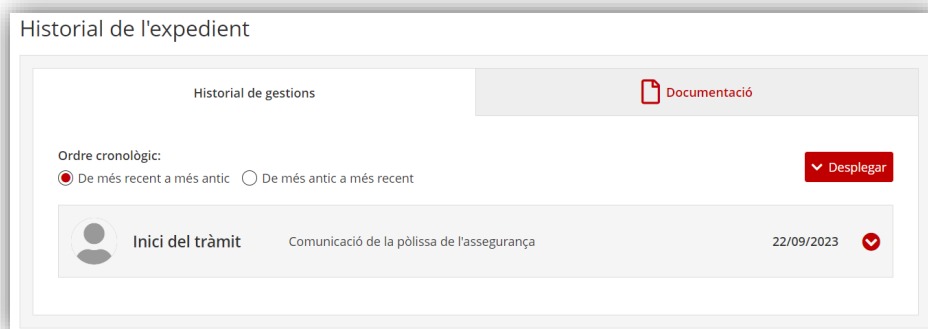 Historial de l'expedient
Historial de gestions
Documentació
Ordre cronològic:
De més recent a més antic
De més antic a més recent
Desplegar
Inici del tràmit
Comunicació de la pòlissa de l'assegurança
22/09/2023